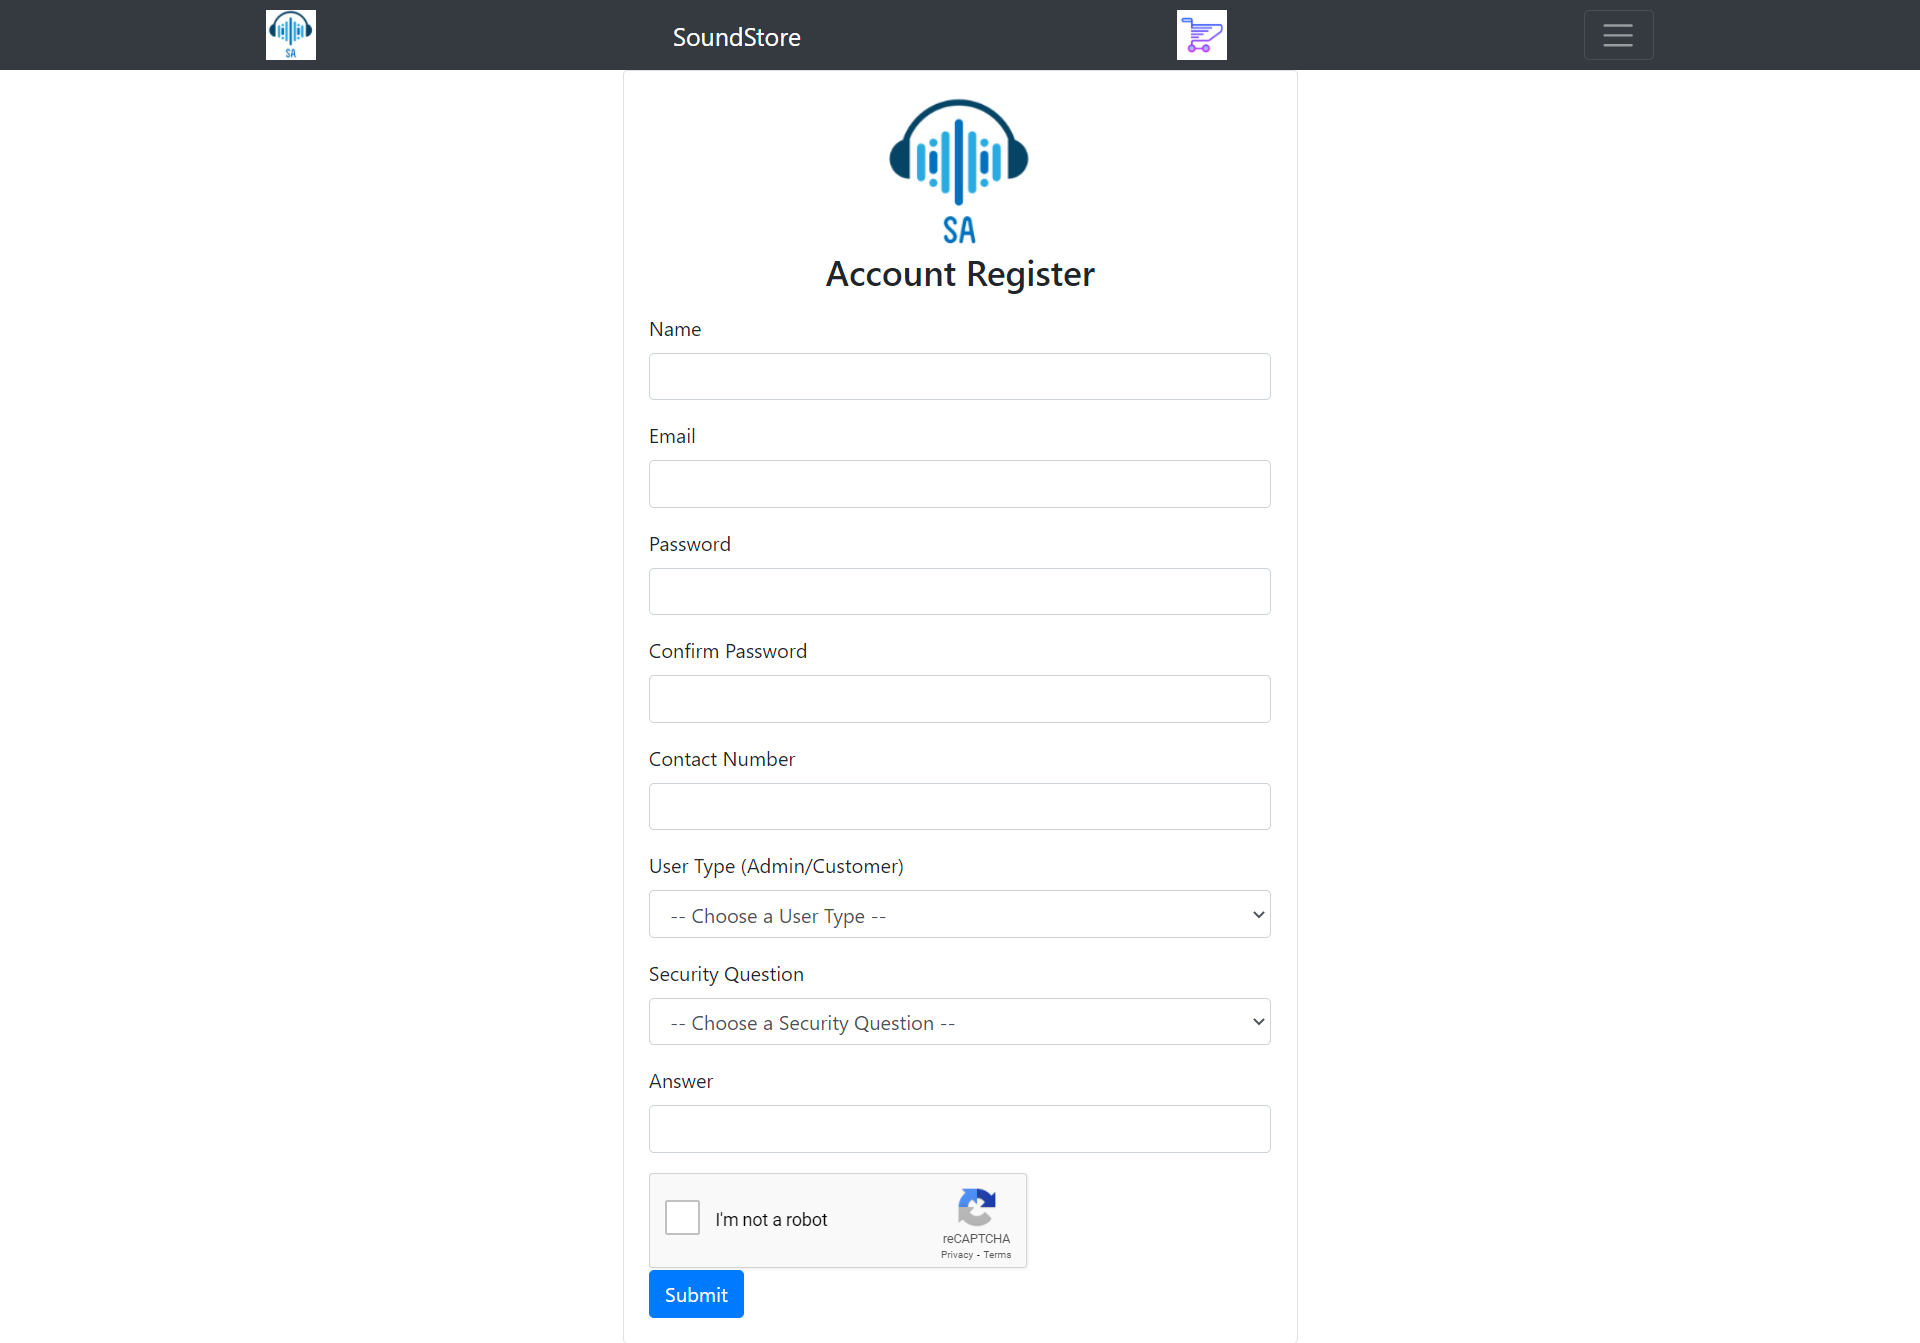 SA
SoundStore
SA
Account Register
Name
Email
Password
Confirm Password
Contact Number
User Type (Admin/Customer)
-- Choose a User Type --
Security Question
-- Choose a Security Question --
Answer
I'm not a robot
reCAPTCHA
Privacy - Terms
Submit